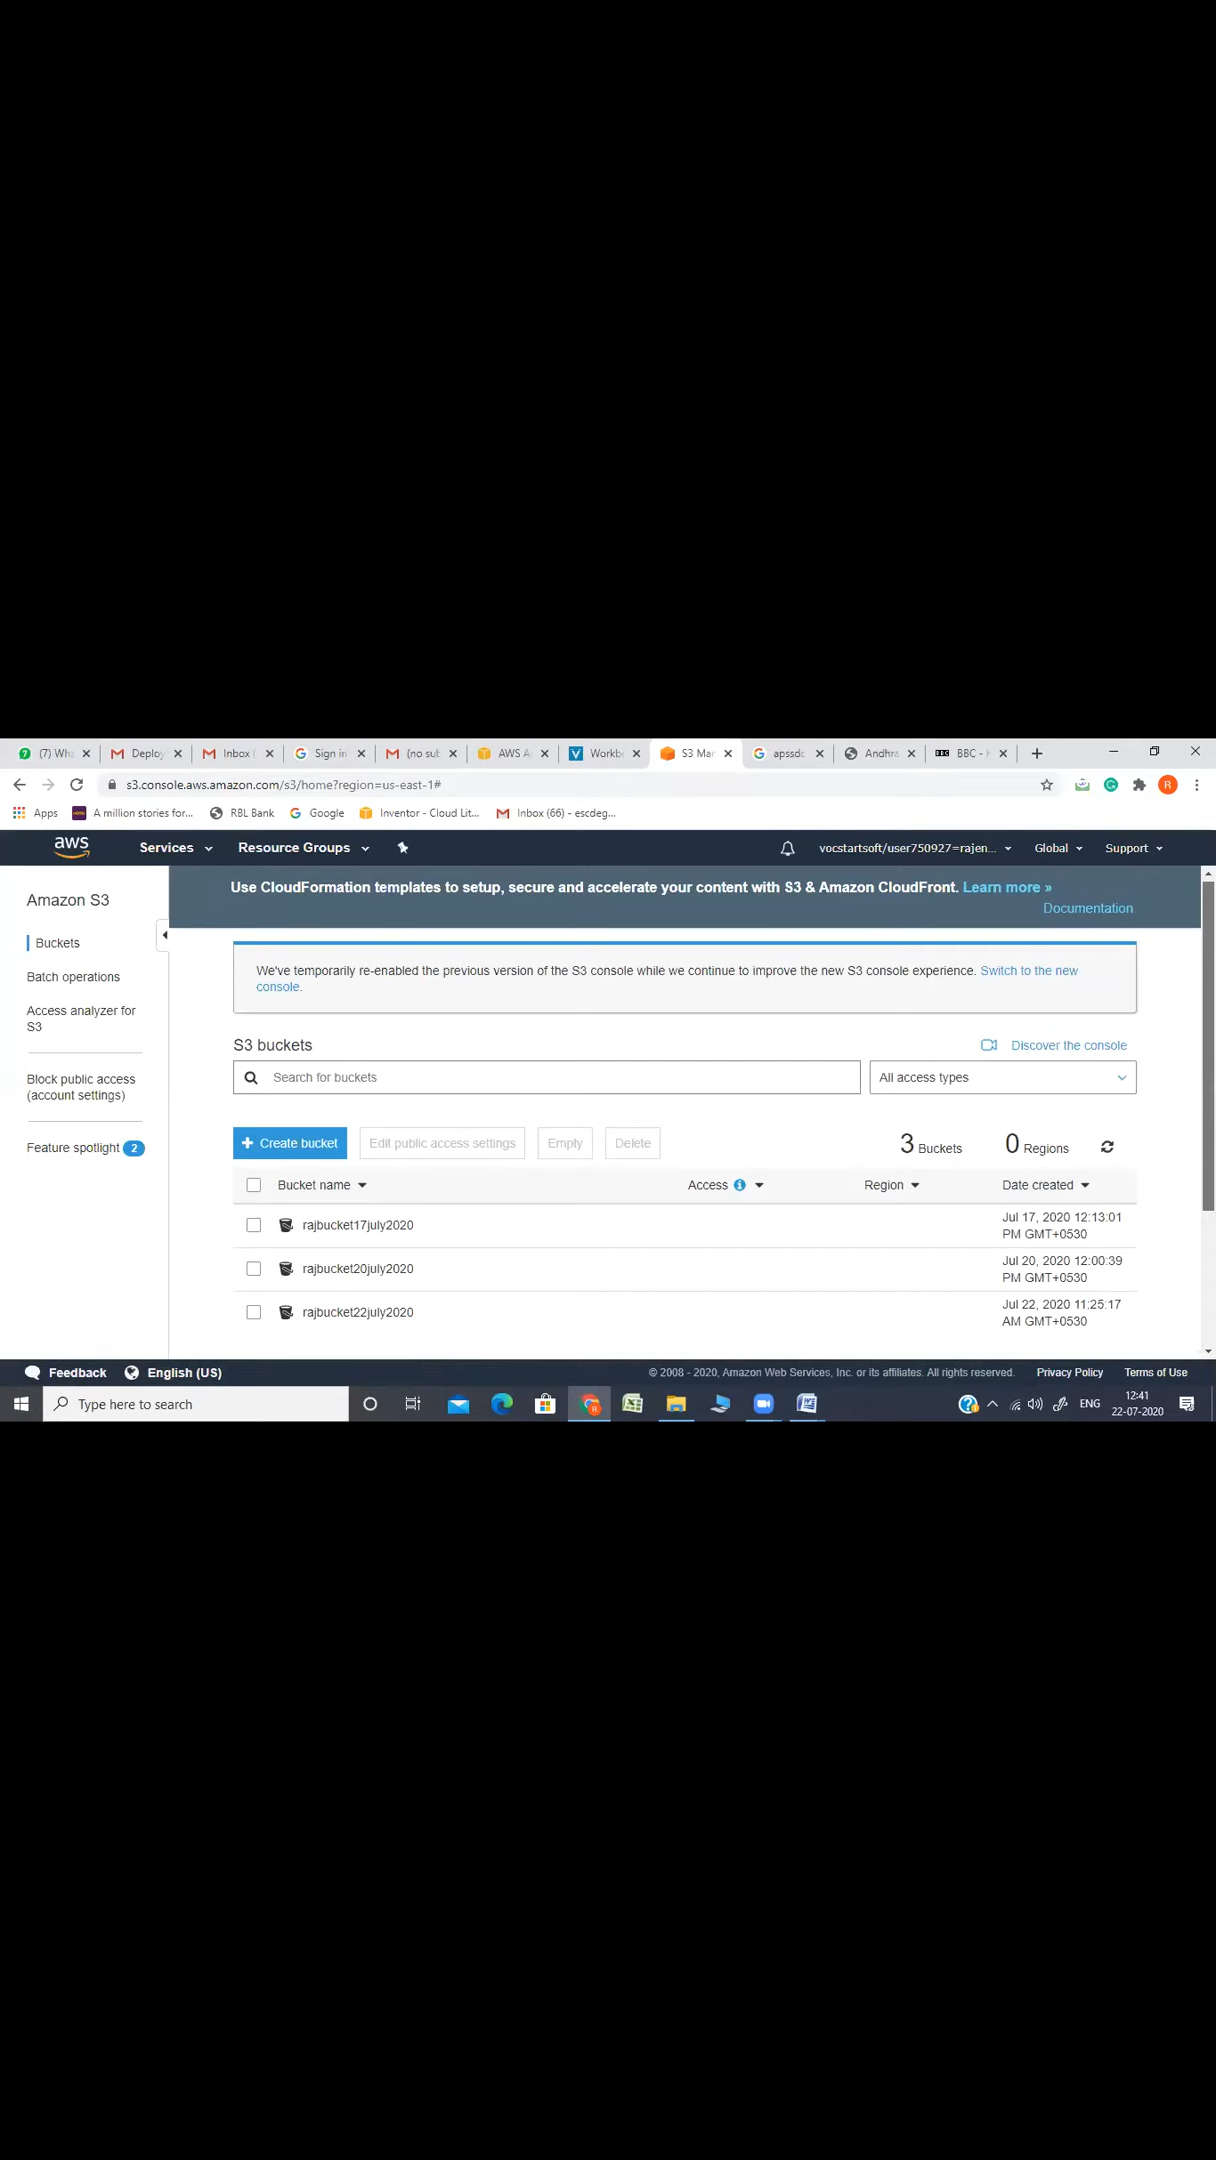 (7) Wh
Deploy
Inbox (
Sign in
(no sub
AWS A
Workb
S3 Man
apssdc
Andhra
BBC - H
s3.console.aws.amazon.com/s3/home?region=us-east-1#
R
Apps
A million stories for...
RBL Bank
Google
Inventor - Cloud Lit...
Inbox (66) - escdeg...
aws
Services
Resource Groups
vocstartsoft/user750927=rajen...
Global
Support
Amazon S3
Buckets
Batch operations
Access analyzer for
S3
Block public access
(account settings)
Feature spotlight 2
Use CloudFormation templates to setup, secure and accelerate your content with S3 & Amazon CloudFront. Learn more »
Documentation
We've temporarily re-enabled the previous version of the S3 console while we continue to improve the new S3 console experience. Switch to the new
console.
S3 buckets
Discover the console
Search for buckets
All access types
+ Create bucket
Edit public access settings
Empty
Delete
3 Buckets
0 Regions
Bucket name
Access
Region
Date created
rajbucket17july2020
Jul 17, 2020 12:13:01
PM GMT+0530
rajbucket20july2020
Jul 20, 2020 12:00:39
PM GMT+0530
rajbucket22july2020
Jul 22, 2020 11:25:17
AM GMT+0530
Feedback
English (US)
© 2008 - 2020, Amazon Web Services, Inc. or its affiliates. All rights reserved.
Privacy Policy
Terms of Use
Type here to search
ENG
12:41
22-07-2020